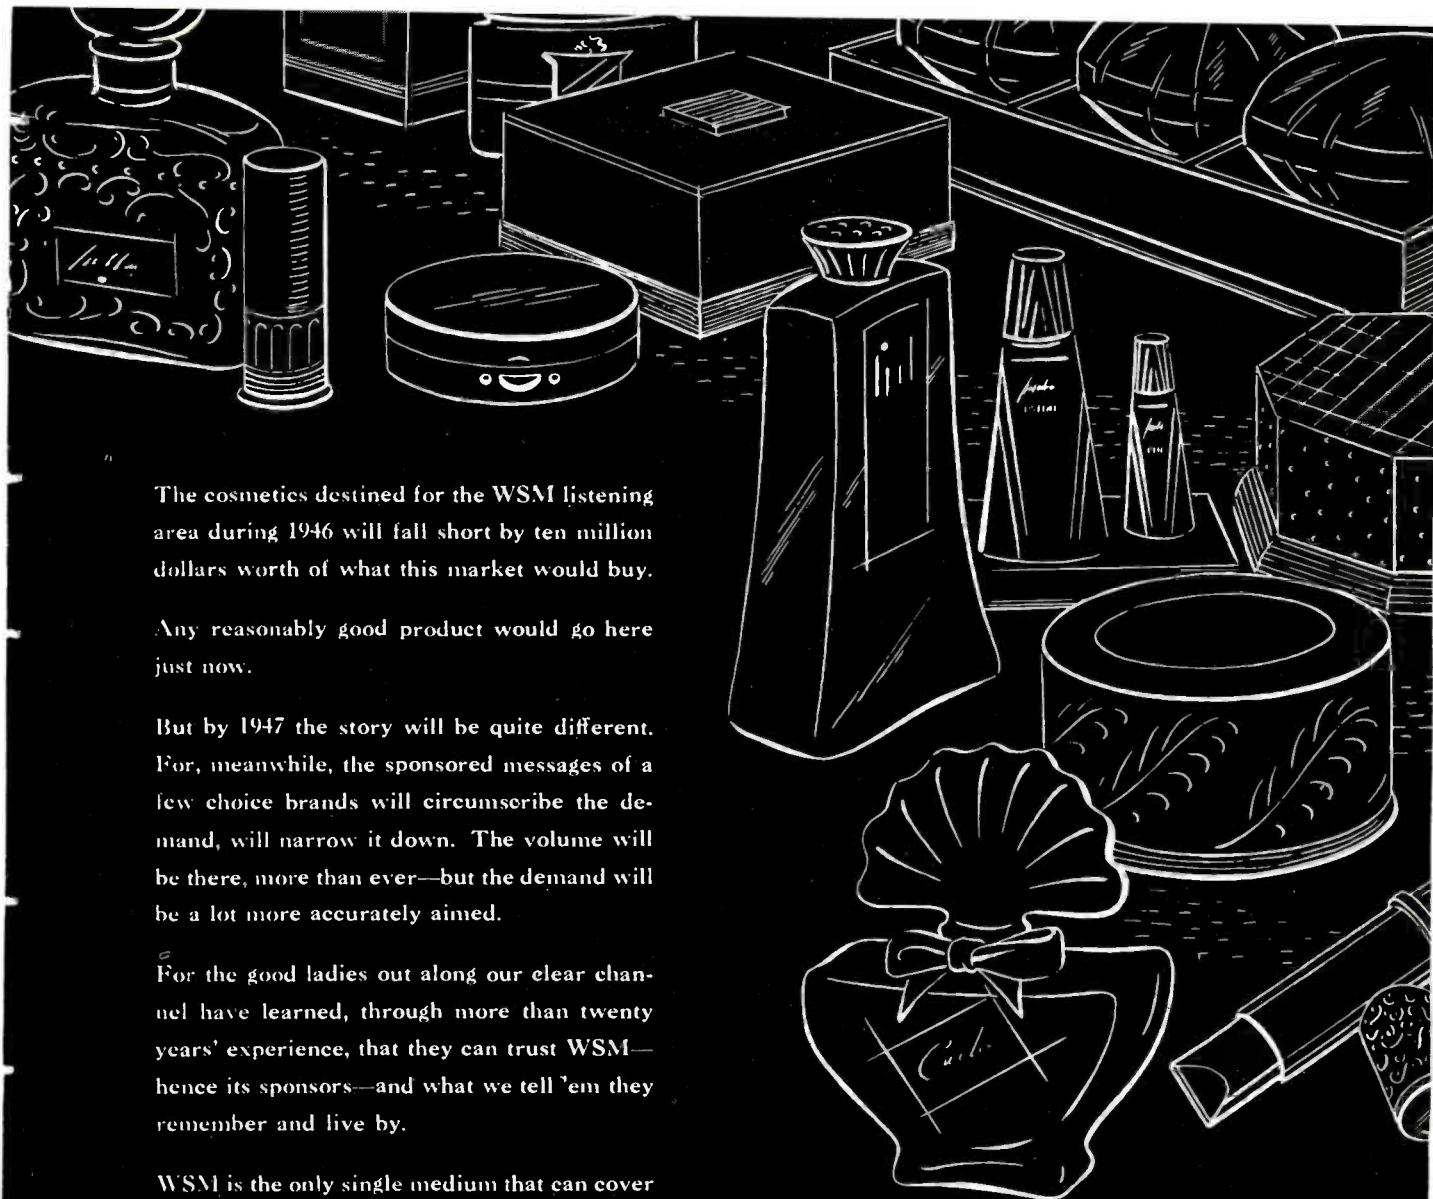 The cosmetics destined for the WSM listening
area during 1946 will fall short by ten million
dollars worth of what this market would buy.
Any reasonably good product would go here
just now.
But by 1947 the story will be quite different.
For, meanwhile, the sponsored messages of a
few choice brands will circumscribe the de-
mand, will narrow it down. The volume will
be there, more than ever—but the demand will
be a lot more accurately aimed.
For the good ladies out along our clear chan-
nel have learned, through more than twenty
years' experience, that they can trust WSM—
hence its sponsors—and what we tell 'em they
remember and live by.
WSM is the only single medium that can cover